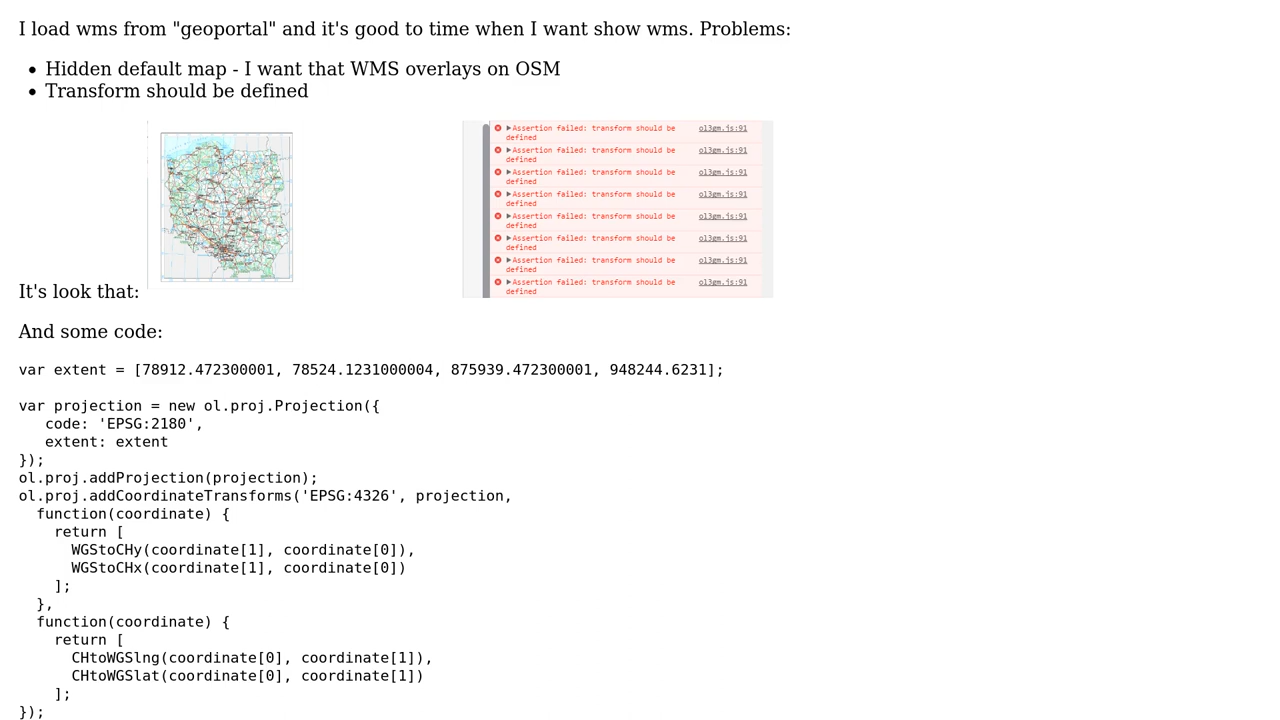 I load wms from "geoportal" and it's good to time when I want show wms. Problems:
• Hidden default map - I want that WMS overlays on OSM
• Transform should be defined
Assertion failed: transform should be defined ol3gm.js:91
Assertion failed: transform should be defined ol3gm.js:91
Assertion failed: transform should be defined ol3gm.js:91
Assertion failed: transform should be defined ol3gm.js:91
Assertion failed: transform should be defined ol3gm.js:91
Assertion failed: transform should be defined ol3gm.js:91
Assertion failed: transform should be defined ol3gm.js:91
Assertion failed: transform should be defined ol3gm.js:91
It's look that:
And some code:
var extent = [78912.472300001, 78524.1231000004, 875939.472300001, 948244.6231];
var projection = new ol.proj.Projection({
   code: 'EPSG:2180',
   extent: extent
});
ol.proj.addProjection(projection);
ol.proj.addCoordinateTransforms('EPSG:4326', projection,
  function(coordinate) {
    return [
      WGStoCHy(coordinate[1], coordinate[0]),
      WGStoCHx(coordinate[1], coordinate[0])
    ];
  },
  function(coordinate) {
    return [
      CHtoWGSlng(coordinate[0], coordinate[1]),
      CHtoWGSlat(coordinate[0], coordinate[1])
    ];
});